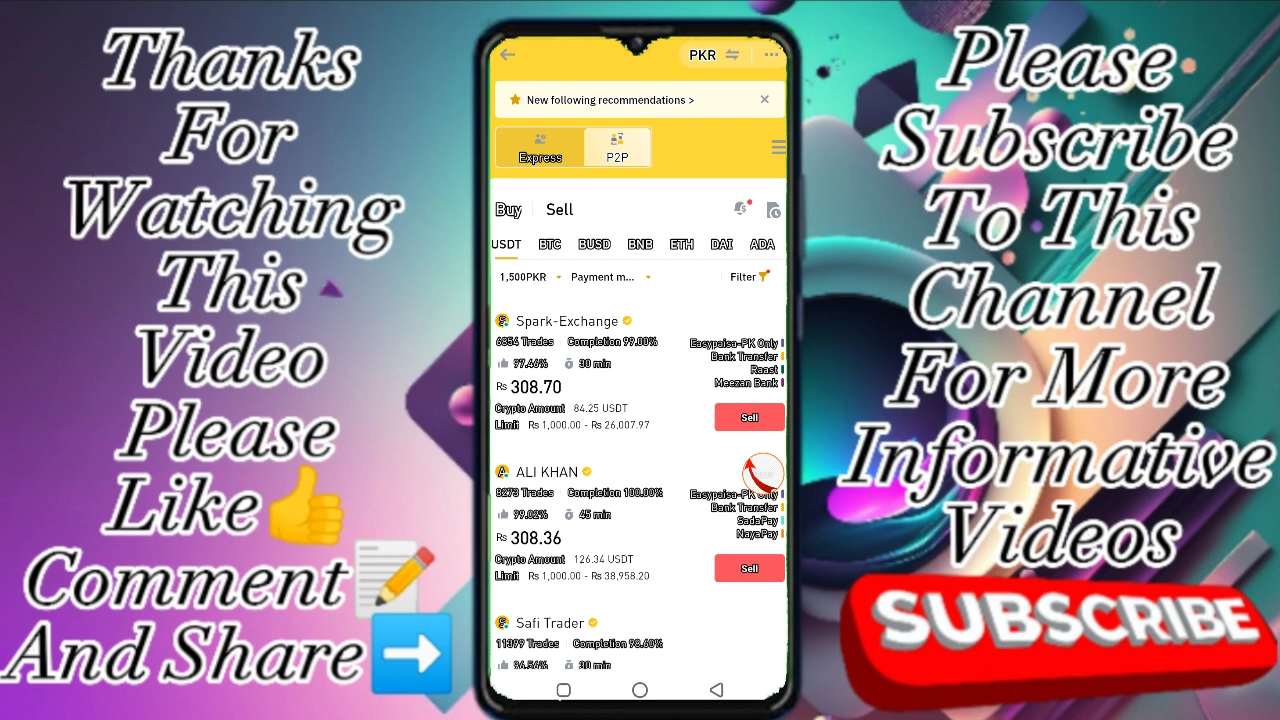 Thanks
For
Watching
This
Video
Please
Like
Comment
And Share
PKR
New following recommendations >
Express
P2P
Buy
Sell
USDT BTC BUSD BNB ETH DAI ADA
1,500PKR Payment m... Filter
Spark-Exchange
6854 Trades Completion 99.00%
97.46% 30 min
Easypaisa-PK Only
Bank Transfer
Raast
Meezan Bank
Rs 308.70
Crypto Amount 84.25 USDT
Limit Rs 1,000.00 - Rs 26,007.97
Sell
A ALI KHAN
8273 Trades Completion 100.00%
99.82% 45 min
Easypaisa-PK Only
Bank Transfer
SadaPay
NayaPay
Rs 308.36
Crypto Amount 126.34 USDT
Limit Rs 1,000.00 - Rs 38,958.20
Sell
S Safi Trader
Completion 98.60%
96.56% 30 min
Please
Subscribe
To This
Channel
For More
Informative
Videos
SUBSCRIBE